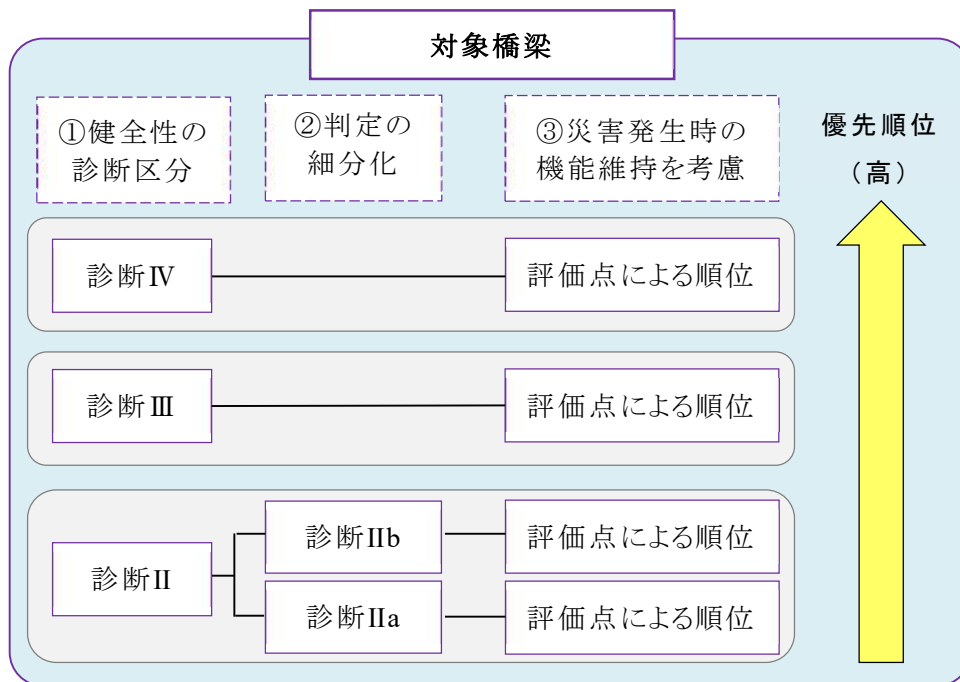 対象橋梁
①健全性の
診断区分
②判定の
細分化
③災害発生時の
機能維持を考慮
優先順位
（高）
診断Ⅳ
評価点による順位
診断Ⅲ
評価点による順位
診断Ⅱ
診断Ⅱb
評価点による順位
診断Ⅱa
評価点による順位